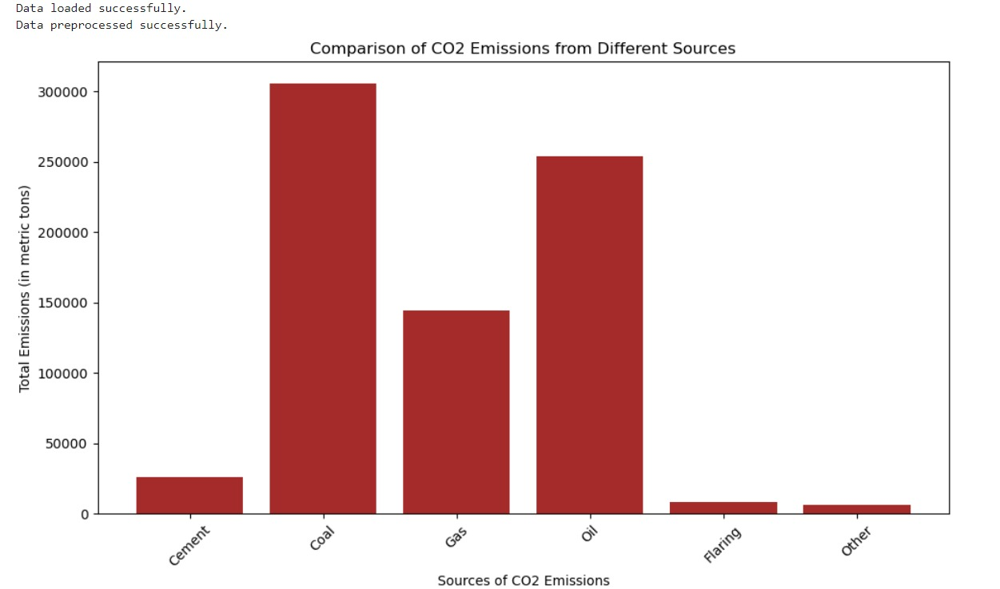 Data loaded successfully.
Data preprocessed successfully.
Comparison of CO2 Emissions from Different Sources
Total Emissions (in metric tons)
300000
250000
200000
150000
100000
50000
0
Cement
Coal
Gas
Oil
Flaring
Other
Sources of CO2 Emissions